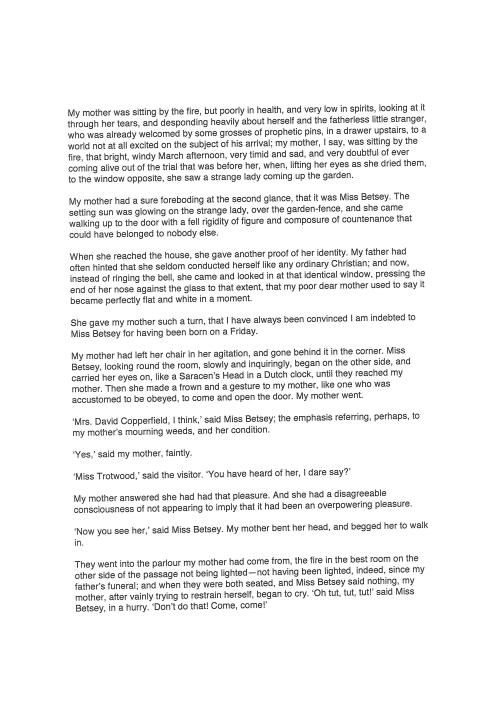 My mother was sitting by the fire, but poorly in health, and very low in spirits, looking at it
through her tears, and desponding heavily about herself and the fatherless little stranger,
who was already welcomed by some grosses of prophetic pins, in a drawer upstairs, to a
world not at all excited on the subject of his arrival; my mother, I say, was sitting by the
fire, that bright, windy March afternoon, very timid and sad, and very doubtful of ever
coming alive out of the trial that was before her, when, lifting her eyes as she dried them,
to the window opposite, she saw a strange lady coming up the garden.
My mother had a sure foreboding at the second glance, that it was Miss Betsey. The
setting sun was glowing on the strange lady, over the garden-fence, and she came
walking up to the door with a fell rigidity of figure and composure of countenance that
could have belonged to nobody else.
When she reached the house, she gave another proof of her identity. My father had
often hinted that she seldom conducted herself like any ordinary Christian; and now,
instead of ringing the bell, she came and looked in at that identical window, pressing the
end of her nose against the glass to that extent, that my poor dear mother used to say it
became perfectly flat and white in a moment.
She gave my mother such a turn, that I have always been convinced I am indebted to
Miss Betsey for having been born on a Friday.
My mother had left her chair in her agitation, and gone behind it in the corner. Miss
Betsey, looking round the room, slowly and inquiringly, began on the other side, and
carried her eyes on, like a Saracen's Head in a Dutch clock, until they reached my
mother. Then she made a frown and a gesture to my mother, like one who was
accustomed to be obeyed, to come and open the door. My mother went.
'Mrs. David Copperfield, I think,' said Miss Betsey; the emphasis referring, perhaps, to
my mother's mourning weeds, and her condition.
'Yes,' said my mother, faintly.
'Miss Trotwood,' said the visitor. 'You have heard of her, I dare say?'
My mother answered she had had that pleasure. And she had a disagreeable
consciousness of not appearing to imply that it had been an overpowering pleasure.
'Now you see her,' said Miss Betsey. My mother bent her head, and begged her to walk
in.
They went into the parlour my mother had come from, the fire in the best room on the
other side of the passage not being lighted—not having been lighted, indeed, since my
father's funeral; and when they were both seated, and Miss Betsey said nothing, my
mother, after vainly trying to restrain herself, began to cry. 'Oh tut, tut, tut!' said Miss
Betsey, in a hurry. 'Don't do that! Come, come!'